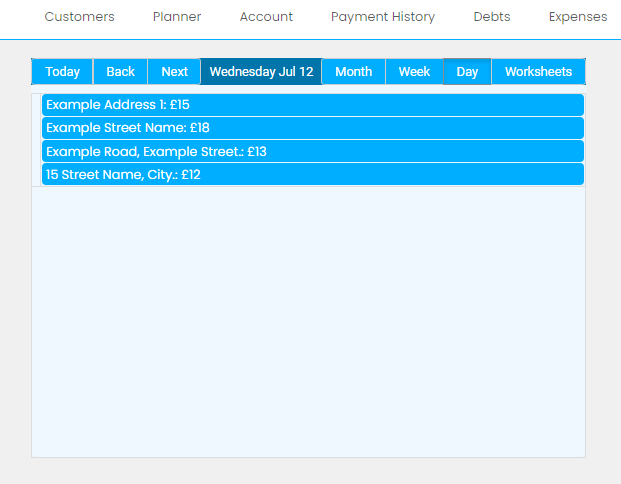 Customers Planner Account Payment History Debts Expenses
Today Back Next Wednesday Jul 12 Month Week Day Worksheets
Example Address 1: £15
Example Street Name: £18
Example Road, Example Street.: £13
15 Street Name, City.: £12